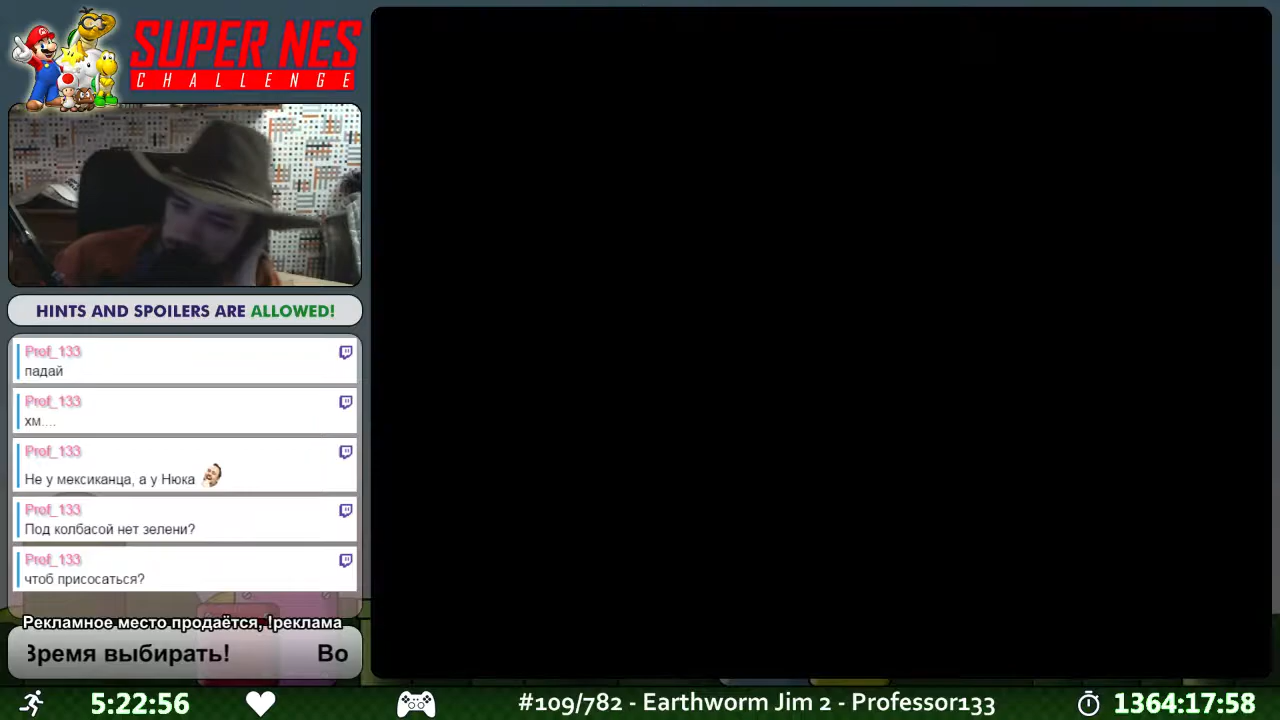 SUPER NES
CHALLENGE
HINTS AND SPOILERS ARE ALLOWED!
Prof_133
падай
Prof_133
хм....
Prof_133
Не у мексиканца, а у Нюка
Prof_133
Под колбасой нет зелени?
Prof_133
чтоб присосаться?
Рекламное место продаётся, !реклама
Время выбирать! Во
5:22:56
#109/782 - Earthworm Jim 2 - Professor133
1364:17:58